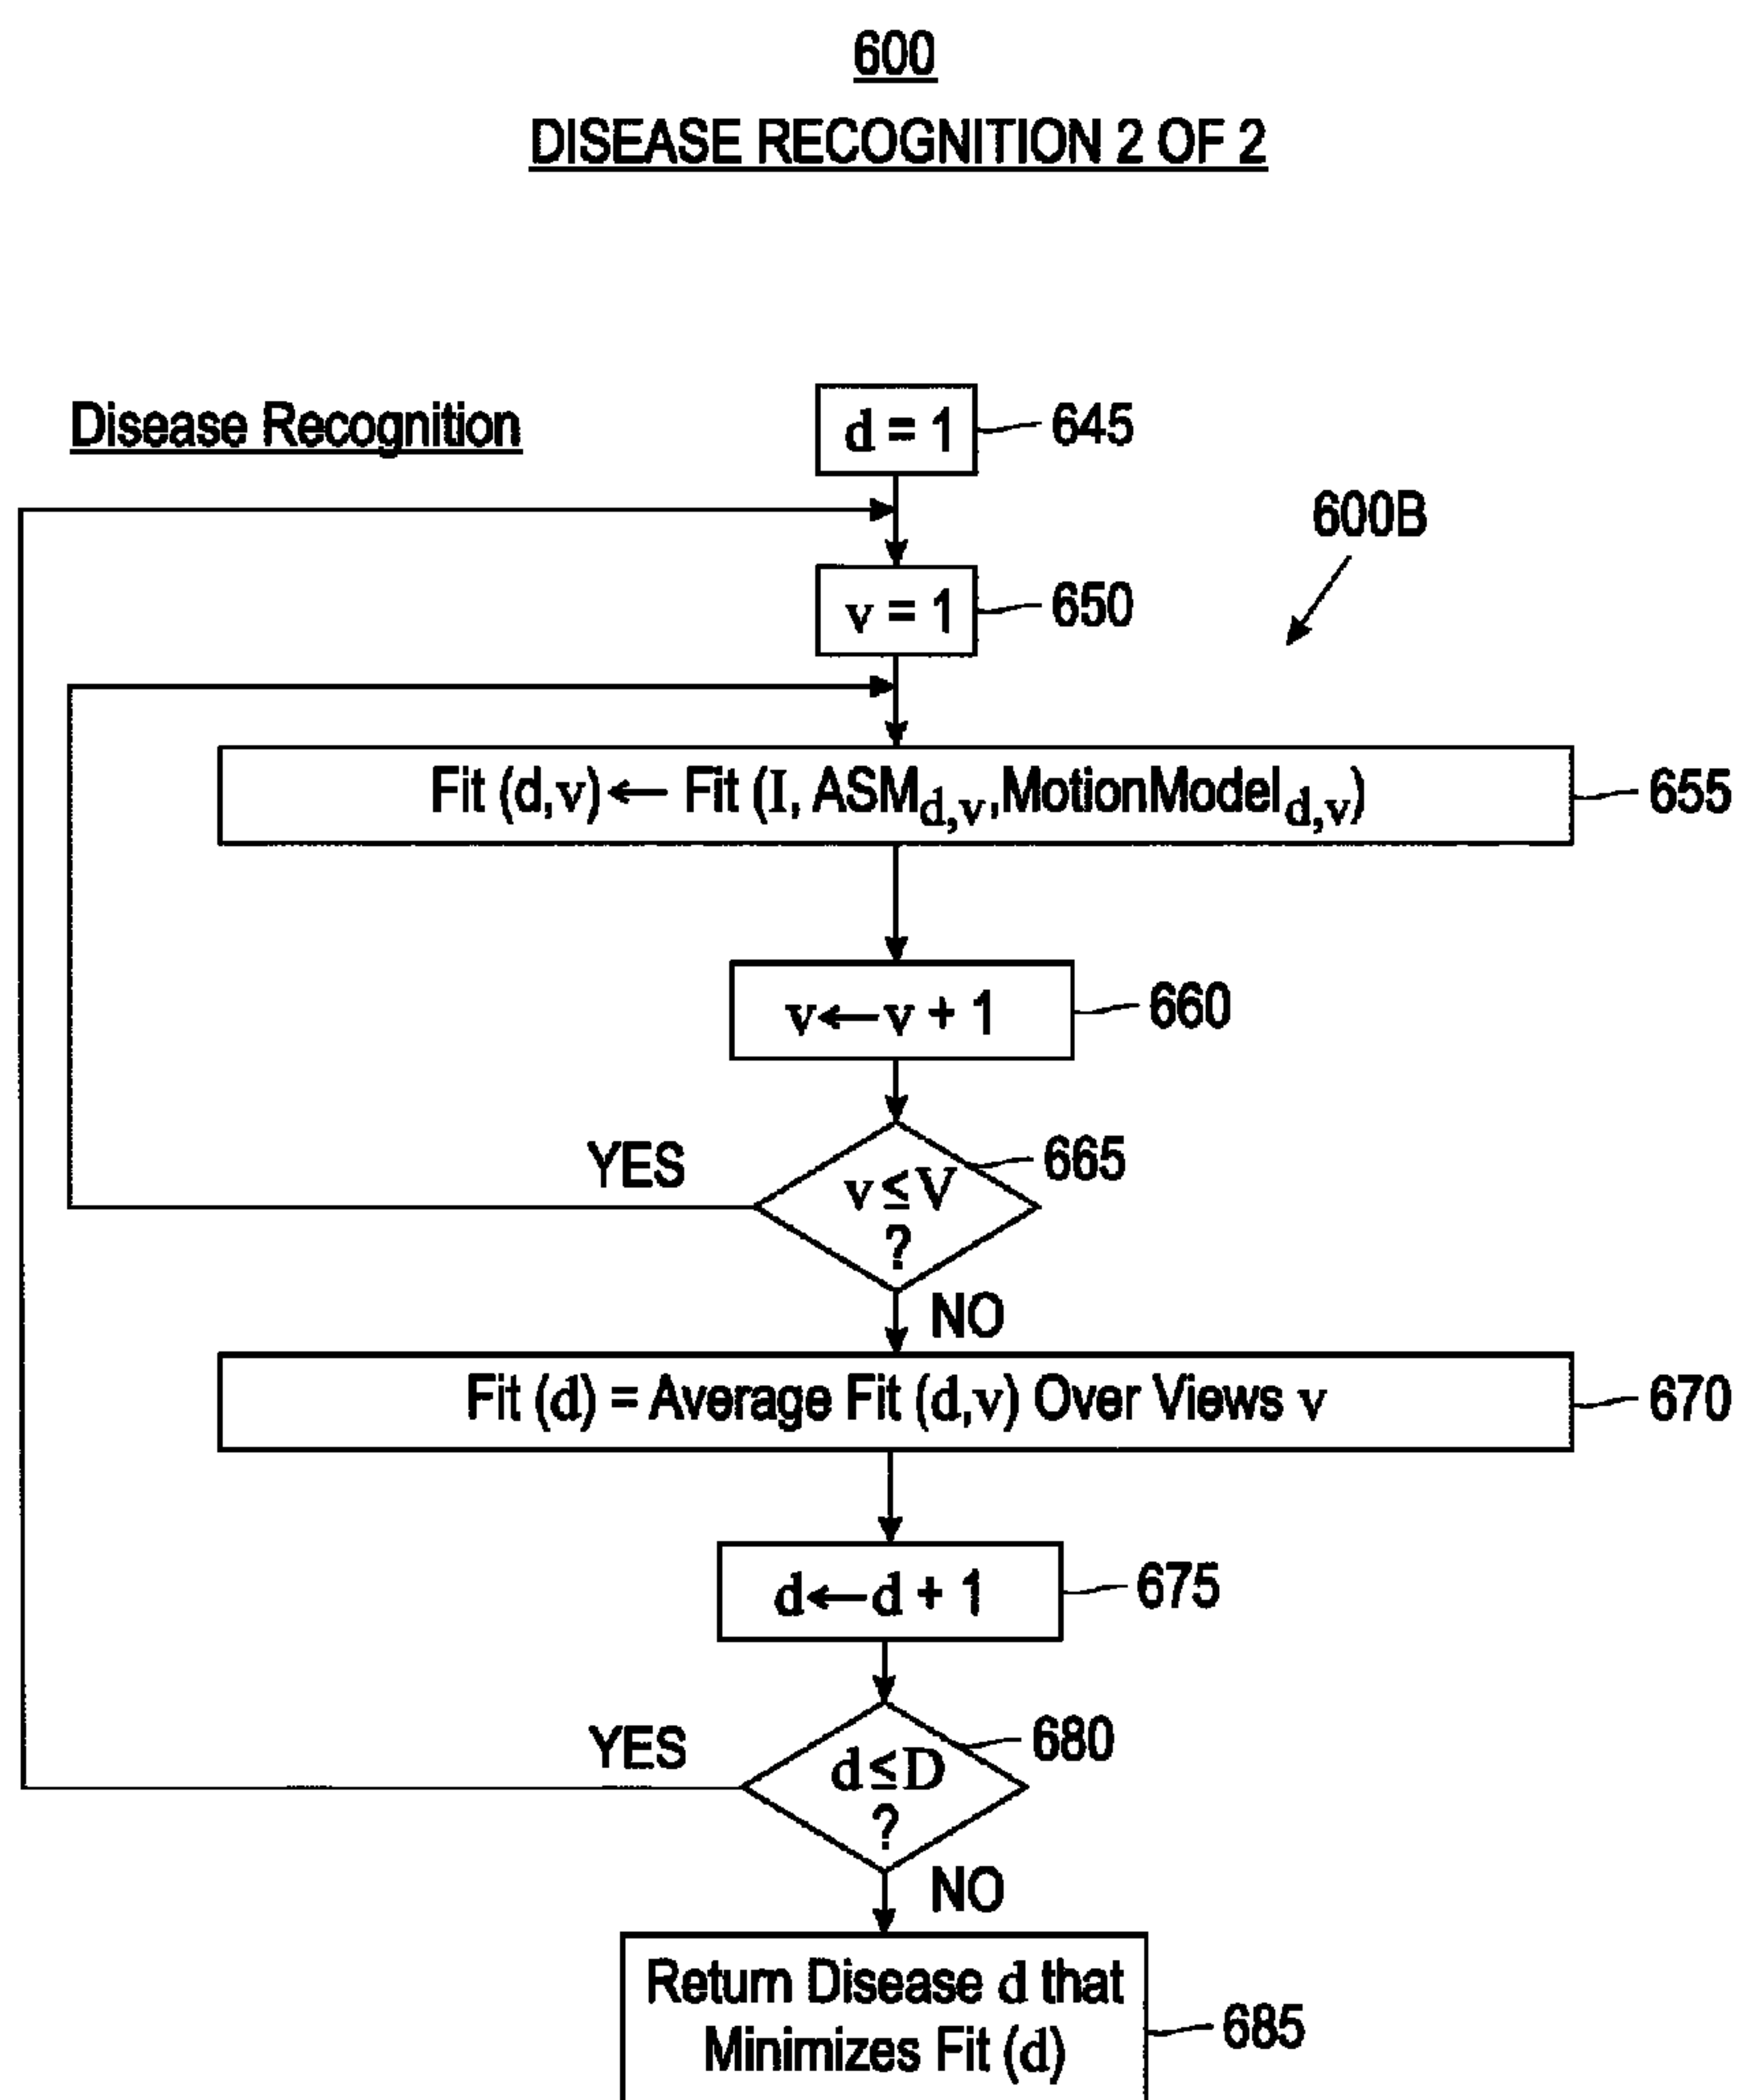 600
DISEASE RECOGNITION 2 OF 2
Disease Recognition
d = 1
645
600B
v = 1
650
Fit (d,v) ← Fit (I, ASMd,v,MotionModeld,v)
655
v ← v + 1
660
YES
v ≤ V
?
665
NO
Fit (d) = Average Fit (d,v) Over Views v
670
d ← d + 1
675
YES
d ≤ D
?
680
NO
Return Disease d that
Minimizes Fit (d)
685